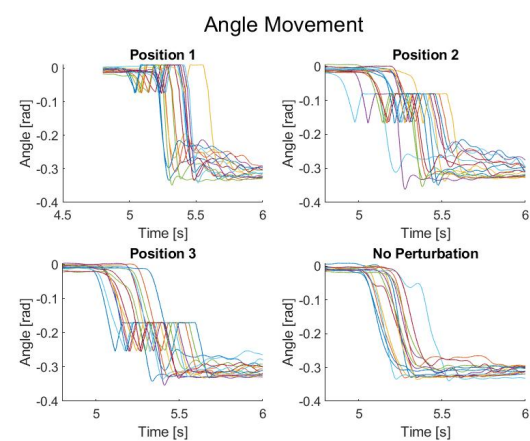 Angle Movement
Position 1
Position 2
0
-0.1
-0.2
-0.3
-0.4
Angle [rad]
4.5
5
5.5
6
Time [s]
0
-0.1
-0.2
-0.3
-0.4
Angle [rad]
5
5.5
6
Time [s]
Position 3
No Perturbation
0
-0.1
-0.2
-0.3
-0.4
Angle [rad]
5
5.5
6
Time [s]
0
-0.1
-0.2
-0.3
-0.4
Angle [rad]
5
5.5
6
Time [s]